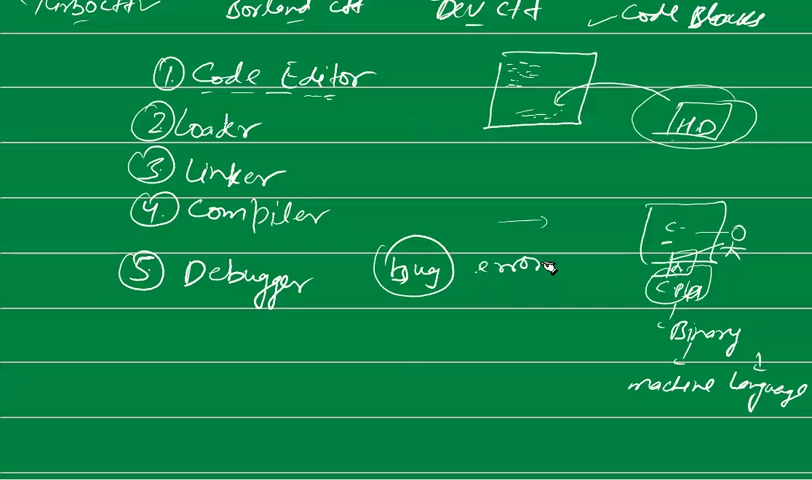 TurboC++ Borland C++ Dev C++ Code Blocks
1. Code Editor
2 Loader
HD
3. Linker
4. Compiler
C
5. Debugger bug error
CPU
Binary
machine Language